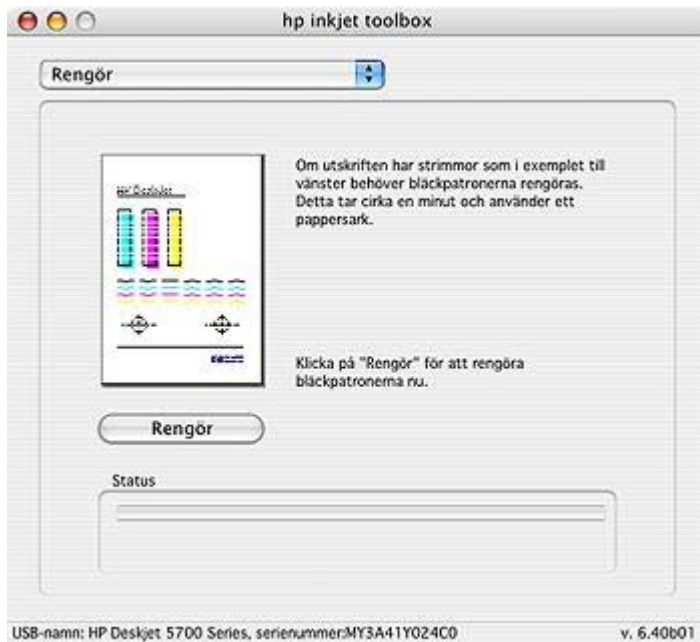 hp inkjet toolbox
Rengör
Om utskriften har strimmor som i exemplet till
vänster behöver bläckpatronerna rengöras.
Detta tar cirka en minut och använder ett
pappersark.
HP Deskjet
Klicka på "Rengör" för att rengöra
bläckpatronerna nu.
Rengör
Status
USB-namn: HP Deskjet 5700 Series, serienummer:MY3A41Y024C0
v. 6.40b01